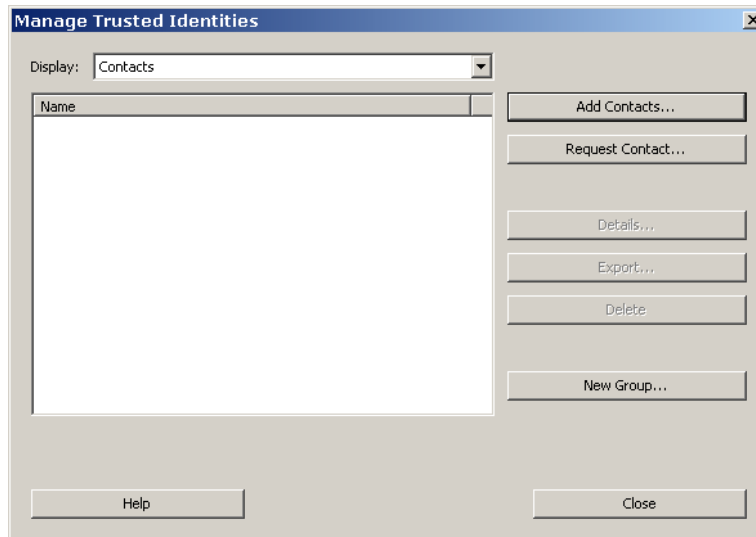 Manage Trusted Identities
Display: Contacts
Name
Add Contacts...
Request Contact...
Details...
Export...
Delete
New Group...
Help Close